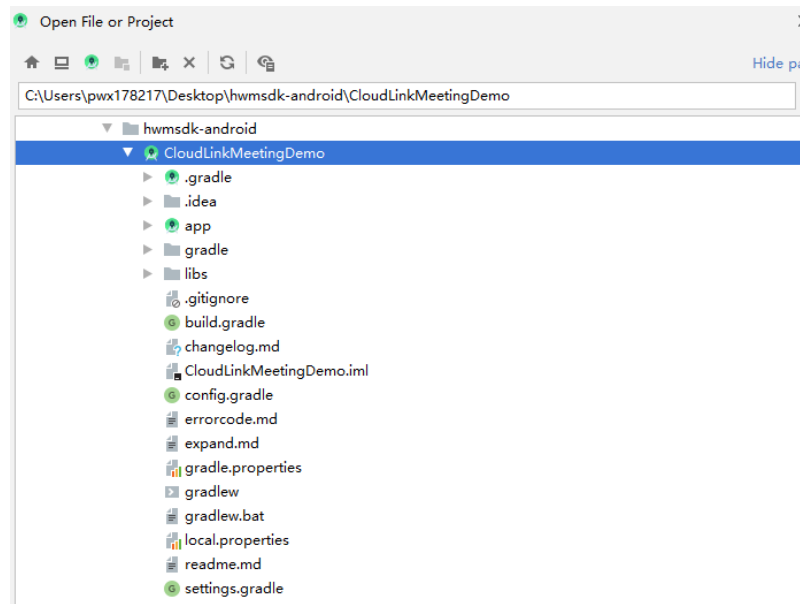 Open File or Project
Hide pa
C:\Users\pwx178217\Desktop\hwmsdk-android\CloudLinkMeetingDemo
hwmsdk-android
CloudLinkMeetingDemo
.gradle
.idea
app
gradle
libs
.gitignore
build.gradle
changelog.md
CloudLinkMeetingDemo.iml
config.gradle
errorcode.md
expand.md
gradle.properties
gradlew
gradlew.bat
local.properties
readme.md
settings.gradle